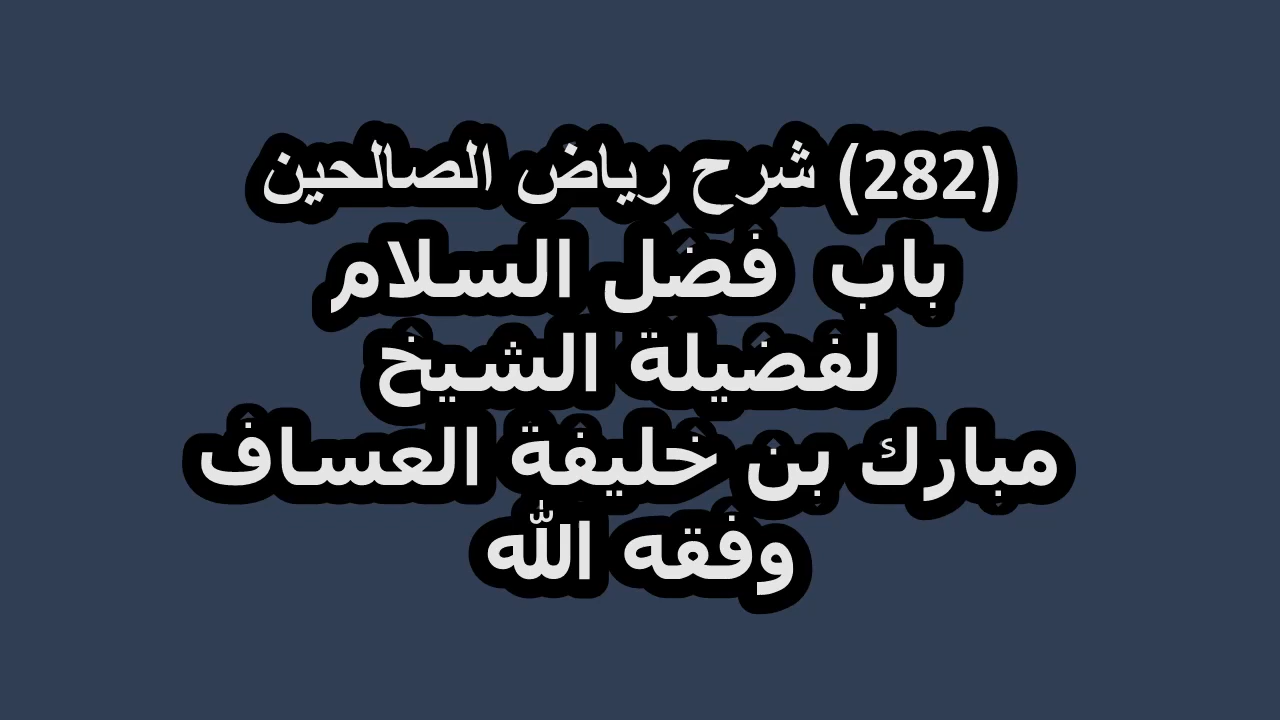 (282) شرح رياض الصالحين
باب فضل السلام
لفضيلة الشيخ
مبارك بن خليفة العساف
وفقه الله